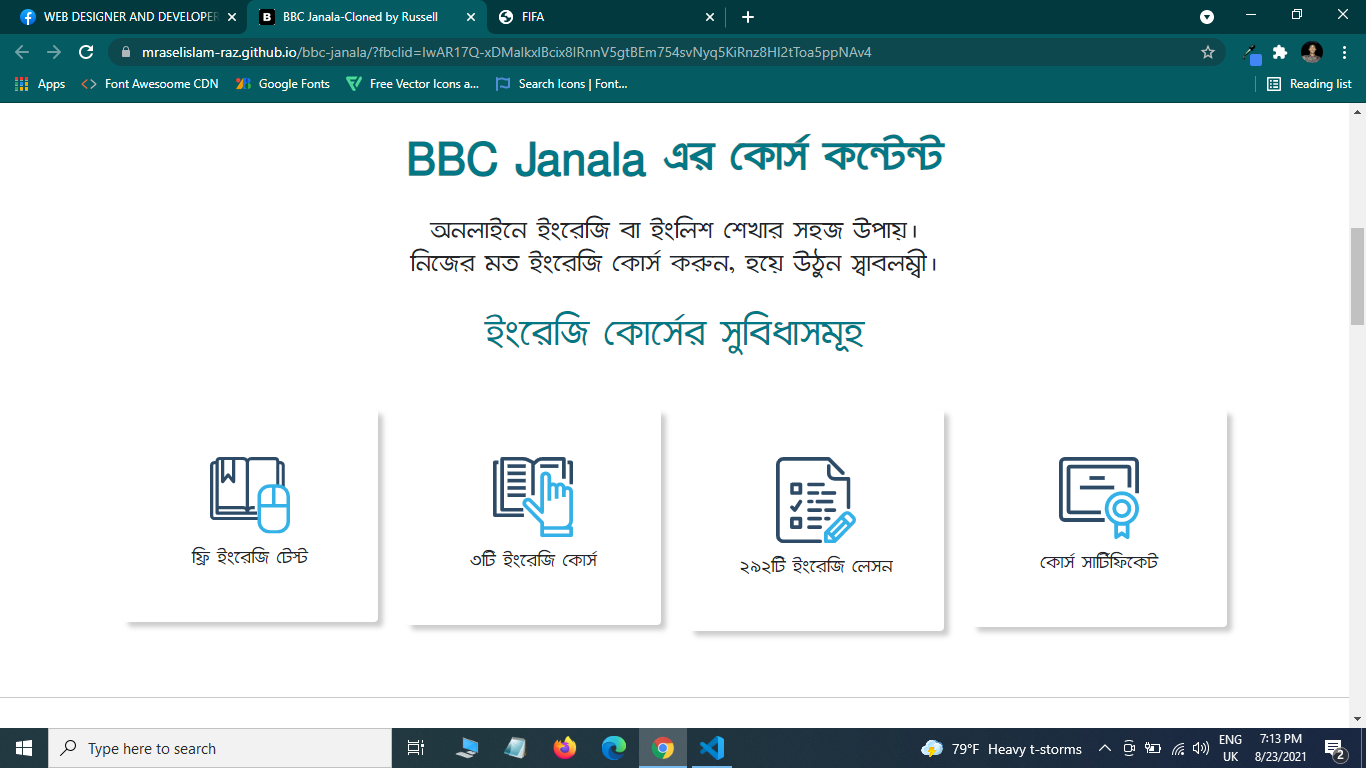 WEB DESIGNER AND DEVELOPER
BBC Janala-Cloned by Russell
FIFA
mraselislam-raz.github.io/bbc-janala/?fbclid=IwAR17Q-xDMalkxlBcix8lRnnV5gtBEm754svNyq5KiRnz8HI2tToa5ppNAv4
Apps
Font Awesoome CDN
Google Fonts
Free Vector Icons a...
Search Icons | Font...
Reading list
BBC Janala এর কোর্স কন্টেন্ট
অনলাইনে ইংরেজি বা ইংলিশ শেখার সহজ উপায়।
নিজের মত ইংরেজি কোর্স করুন, হয়ে উঠুন স্বাবলম্বী।
ইংরেজি কোর্সের সুবিধাসমূহ
ফ্রি ইংরেজি টেস্ট
৩টি ইংরেজি কোর্স
২৯২টি ইংরেজি লেসন
কোর্স সার্টিফিকেট
Type here to search
79°F Heavy t-storms
ENG
UK
7:13 PM
8/23/2021
2